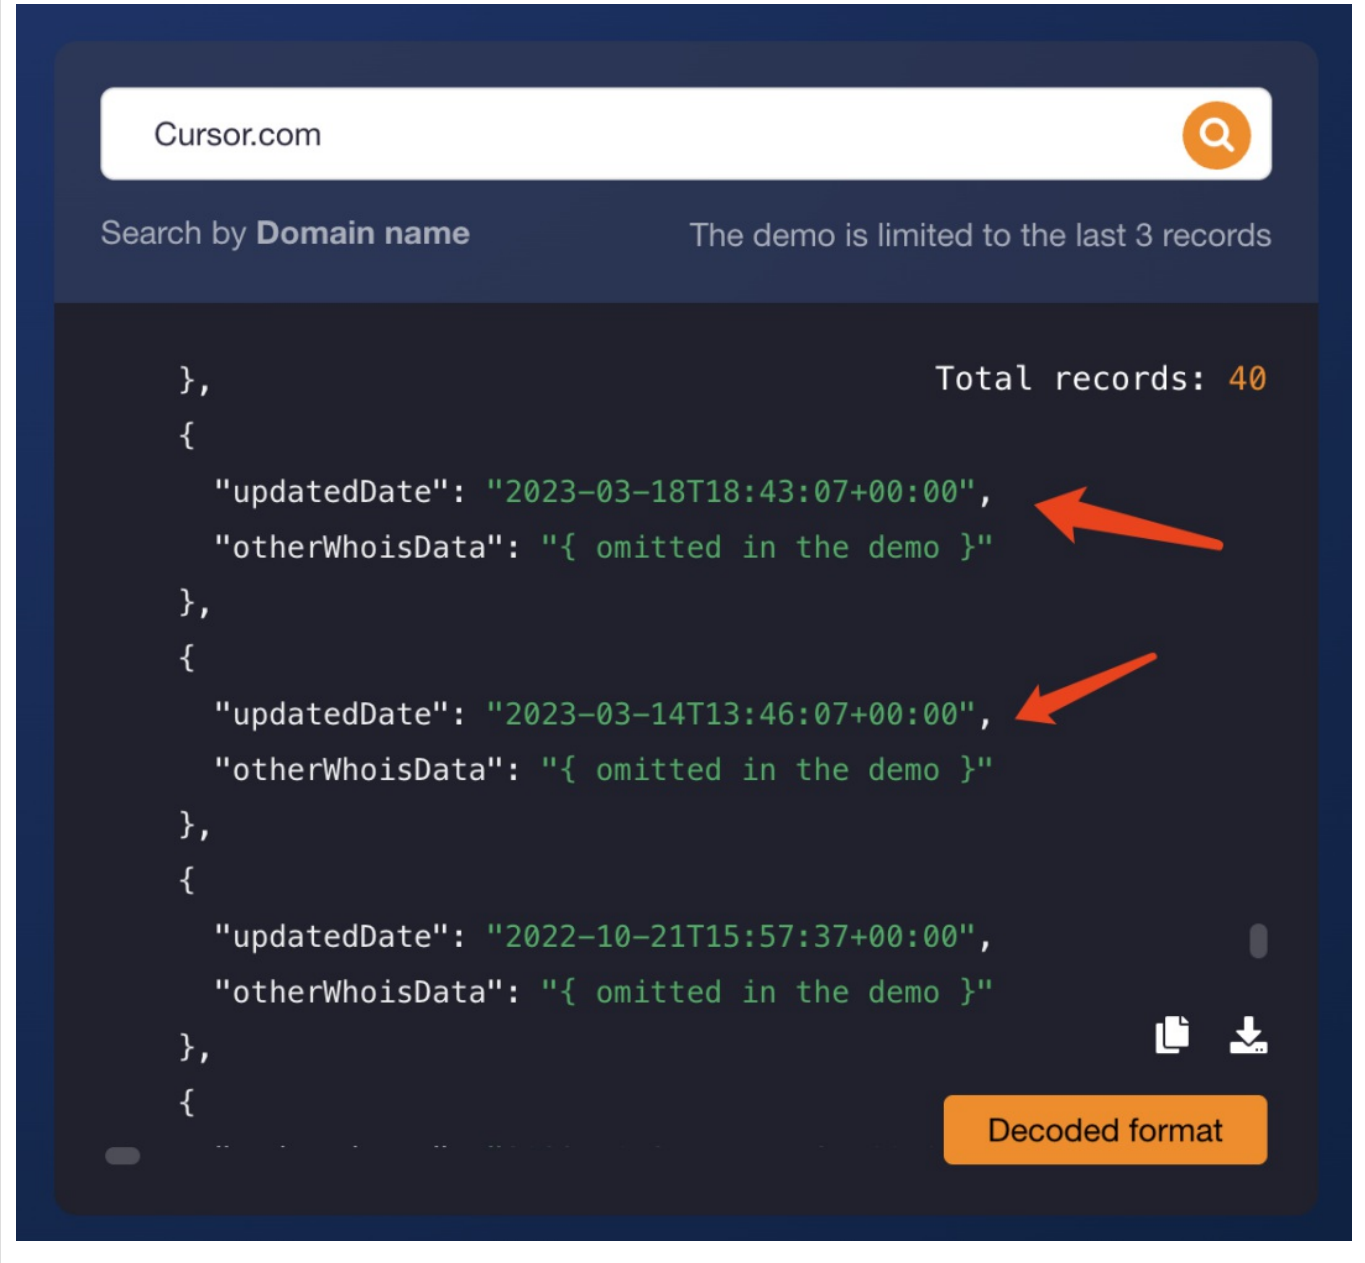 Cursor.com
Search by Domain name
The demo is limited to the last 3 records
Total records: 40
},
{
"updatedDate": "2023-03-18T18:43:07+00:00",
"otherWhoisData": "{ omitted in the demo }"
},
{
"updatedDate": "2023-03-14T13:46:07+00:00",
"otherWhoisData": "{ omitted in the demo }"
},
{
"updatedDate": "2022-10-21T15:57:37+00:00",
"otherWhoisData": "{ omitted in the demo }"
},
{
Decoded format